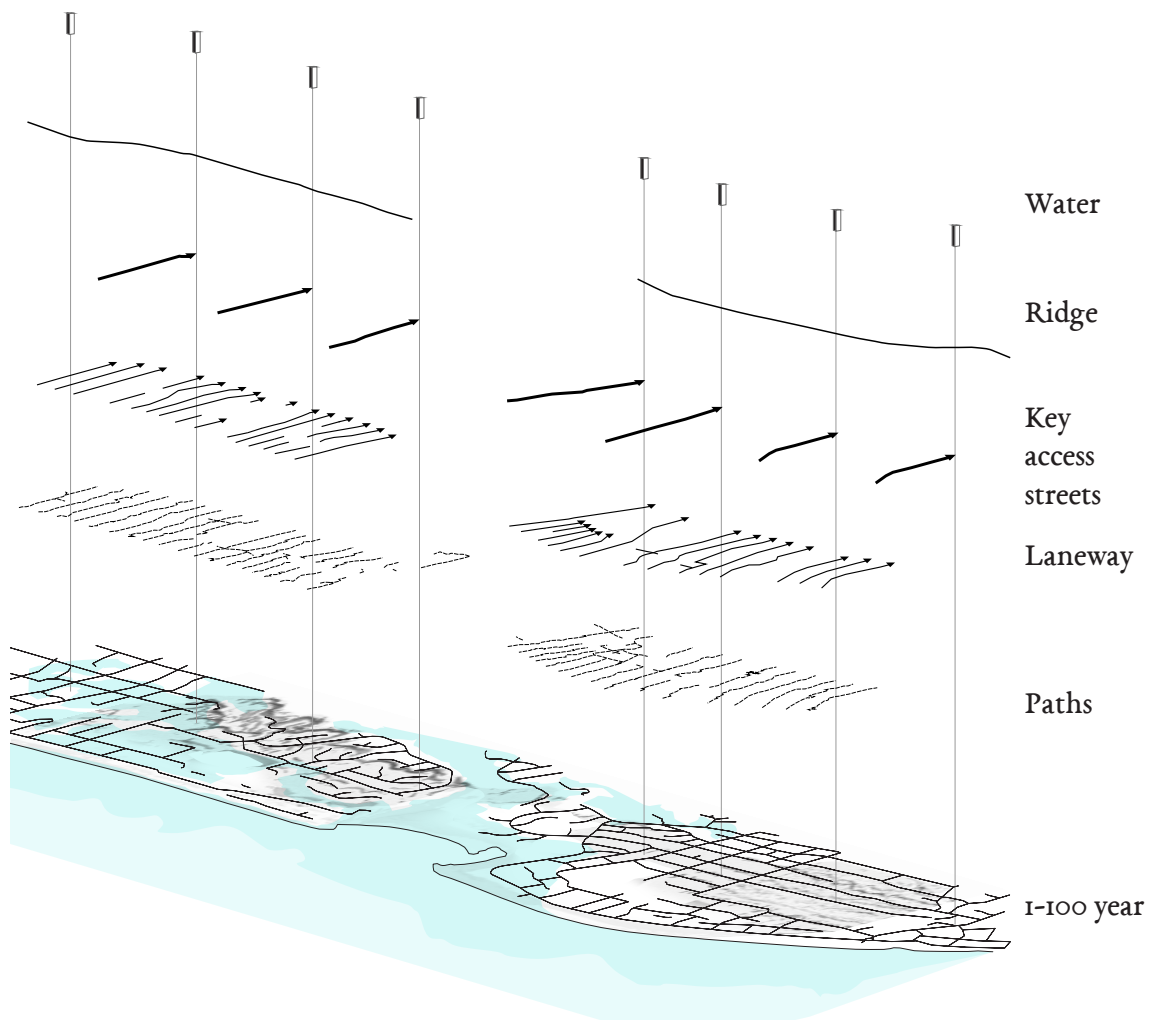 Water
Ridge
Key
access
streets
Laneway
Paths
1-100 year